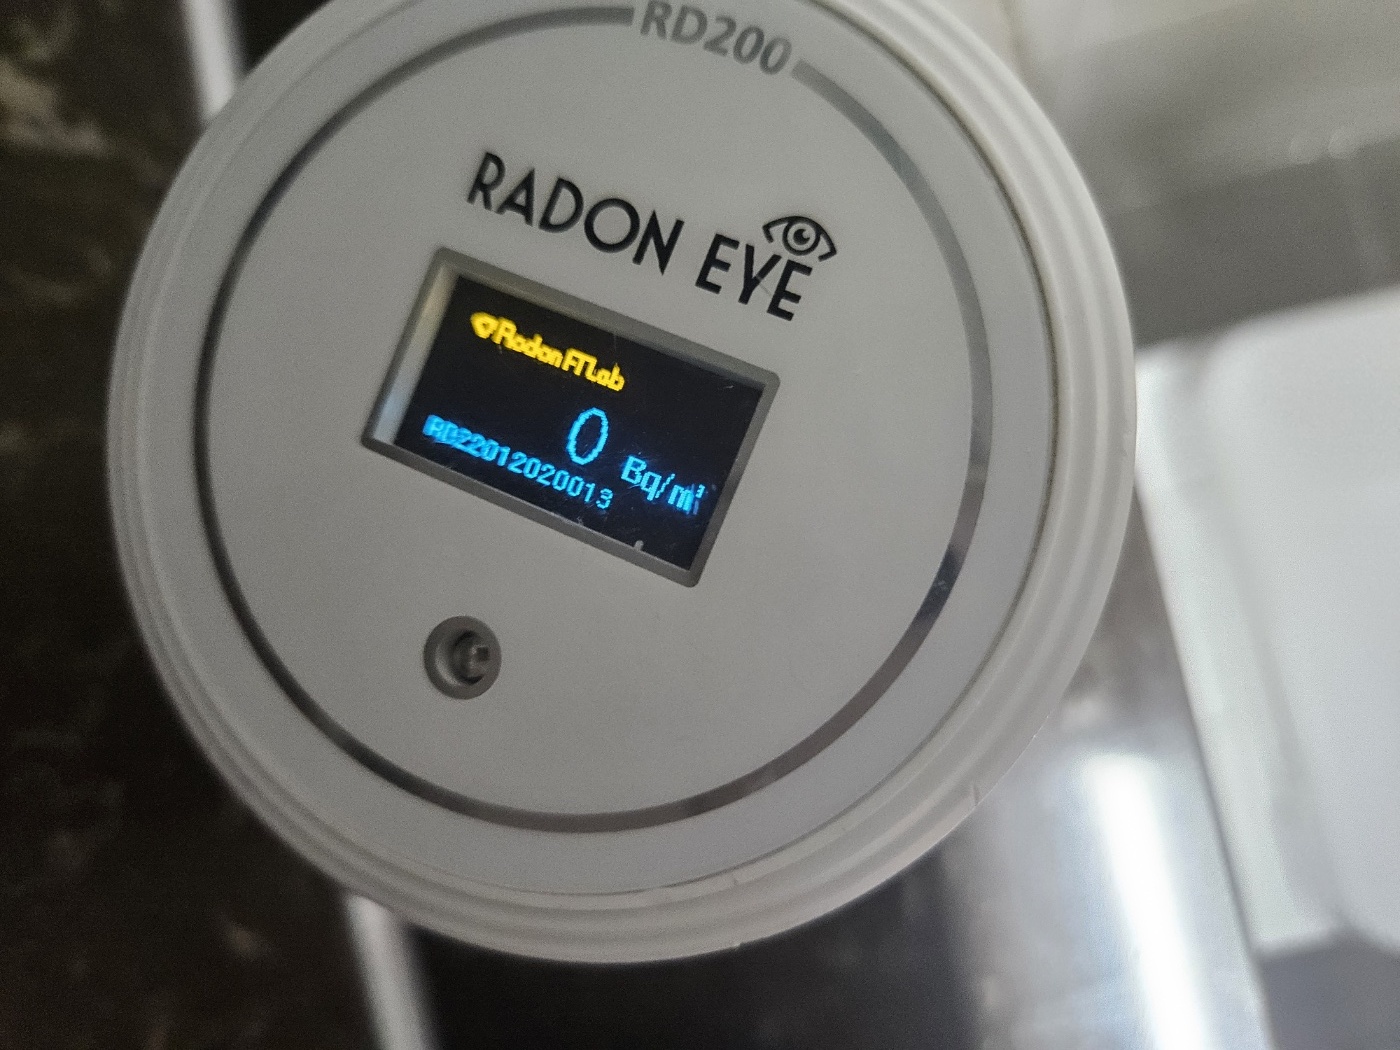 RD200
RADON EYE
RadonFTLab
0 Bq/m³
RD22012020013